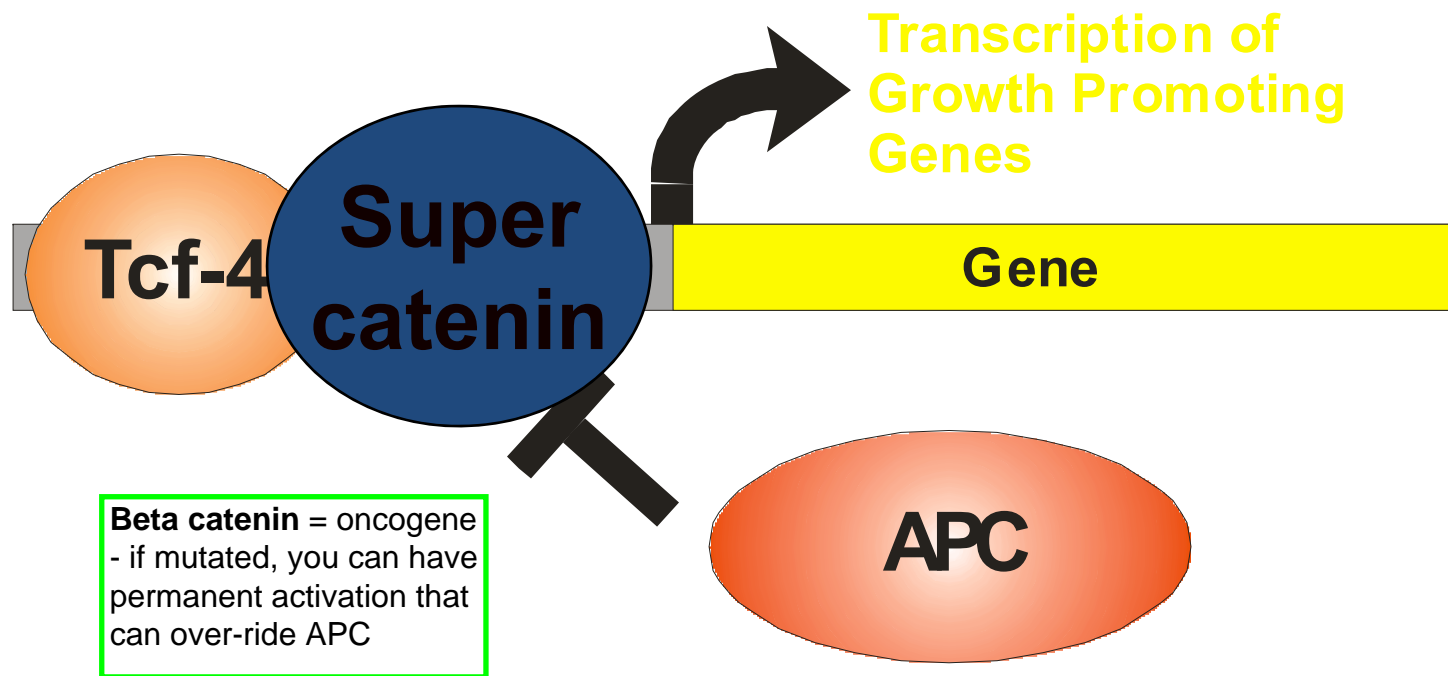 Transcription of
Growth Promoting
Genes
Tcf-4
Super
catenin
Gene
APC
Beta catenin = oncogene
- if mutated, you can have
permanent activation that
can over-ride APC